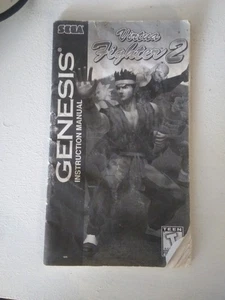 SEGA
Virtua
Fighter 2
GENESIS
INSTRUCTION MANUAL
TEEN
T